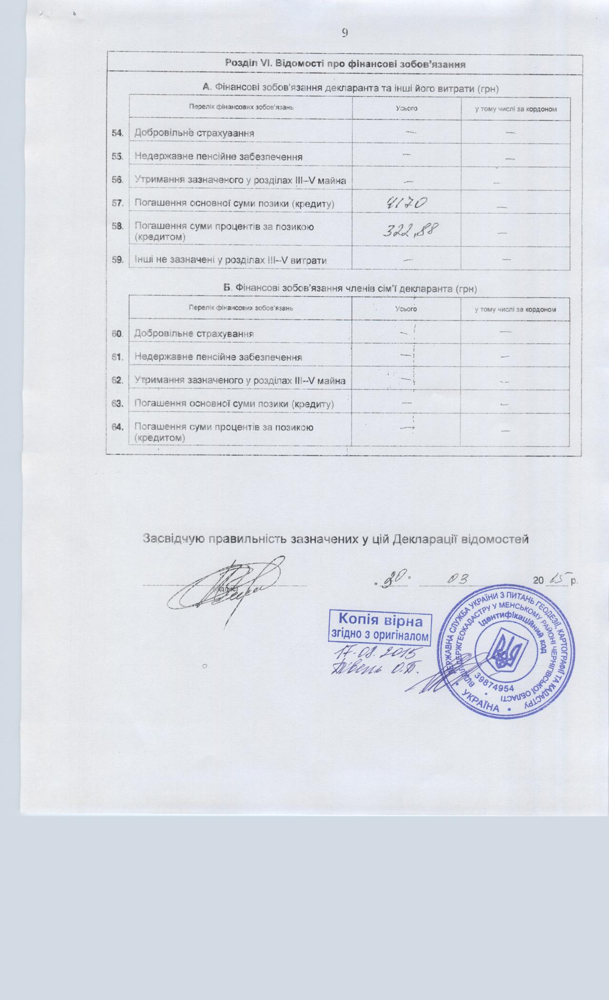 9
Розділ VI. Відомості про фінансові зобов'язання
А. Фінансові зобов'язання декларанта та інші його витрати (грн)
Перелік фінансових зобов'язань Усього у тому числі за кордоном
54. Добровільне страхування — —
55. Недержавне пенсійне забезпечення — —
56. Утримання зазначеного у розділах III–V майна — —
57. Погашення основної суми позики (кредиту) 4170 —
58. Погашення суми процентів за позикою 322,88 —
(кредитом)
59. Інші не зазначені у розділах III–V витрати — —
Б. Фінансові зобов'язання членів сім'ї декларанта (грн)
Перелік фінансових зобов'язань Усього у тому числі за кордоном
60. Добровільне страхування — —
61. Недержавне пенсійне забезпечення — —
62. Утримання зазначеного у розділах III–V майна — —
63. Погашення основної суми позики (кредиту) — —
64. Погашення суми процентів за позикою — —
(кредитом)
Засвідчую правильність зазначених у цій Декларації відомостей
„30" 03 2015 р.
(підпис)
Копія вірна
згідно з оригіналом
17.08.2015
Півень О.П.
ДЕРЖАВНА СЛУЖБА УКРАЇНИ З ПИТАНЬ ГЕОДЕЗІЇ, КАРТОГРАФІЇ ТА КАДАСТРУ
* УКРАЇНА *
ВІДДІЛ ДЕРЖГЕОКАДАСТРУ У МЕНСЬКОМУ РАЙОНІ ЧЕРНІГІВСЬКОЇ ОБЛАСТІ
Ідентифікаційний код
39874954